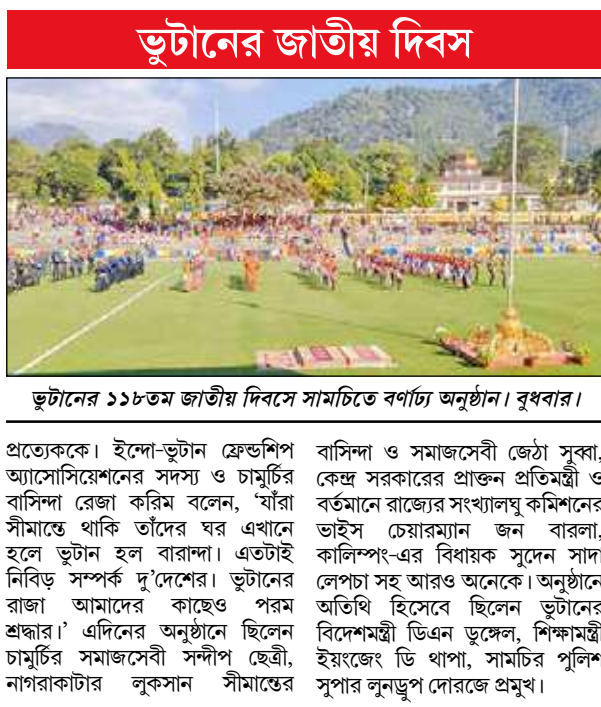 ভুটানের জাতীয় দিবস
ভুটানের ১১৮তম জাতীয় দিবসে সামচিতে বর্ণাঢ্য অনুষ্ঠান। বুধবার।
প্রত্যেককে। ইন্দো-ভুটান ফ্রেন্ডশিপ
অ্যাসোসিয়েশনের সদস্য ও চামুর্চির
বাসিন্দা রেজা করিম বলেন, ‘যাঁরা
সীমান্তে থাকি তাঁদের ঘর এখানে
হলে ভুটান হল বারান্দা। এতটাই
নিবিড় সম্পর্ক দু’দেশের। ভুটানের
রাজা আমাদের কাছেও পরম
শ্রদ্ধার।’ এদিনের অনুষ্ঠানে ছিলেন
চামুর্চির সমাজসেবী সন্দীপ ছেত্রী,
নাগরাকাটার লুকসান সীমান্তের
বাসিন্দা ও সমাজসেবী জেঠা সুব্বা,
কেন্দ্র সরকারের প্রাক্তন প্রতিমন্ত্রী ও
বর্তমানে রাজ্যের সংখ্যালঘু কমিশনের
ভাইস চেয়ারম্যান জন বারলা,
কালিম্পং-এর বিধায়ক সুদেন সাদা
লেপচা সহ আরও অনেকে। অনুষ্ঠানে
অতিথি হিসেবে ছিলেন ভুটানের
বিদেশমন্ত্রী ডিএন ডুঙ্গেল, শিক্ষামন্ত্রী
ইয়ংজেং ডি থাপা, সামচির পুলিশ
সুপার লুনড্রুপ দোরজে প্রমুখ।